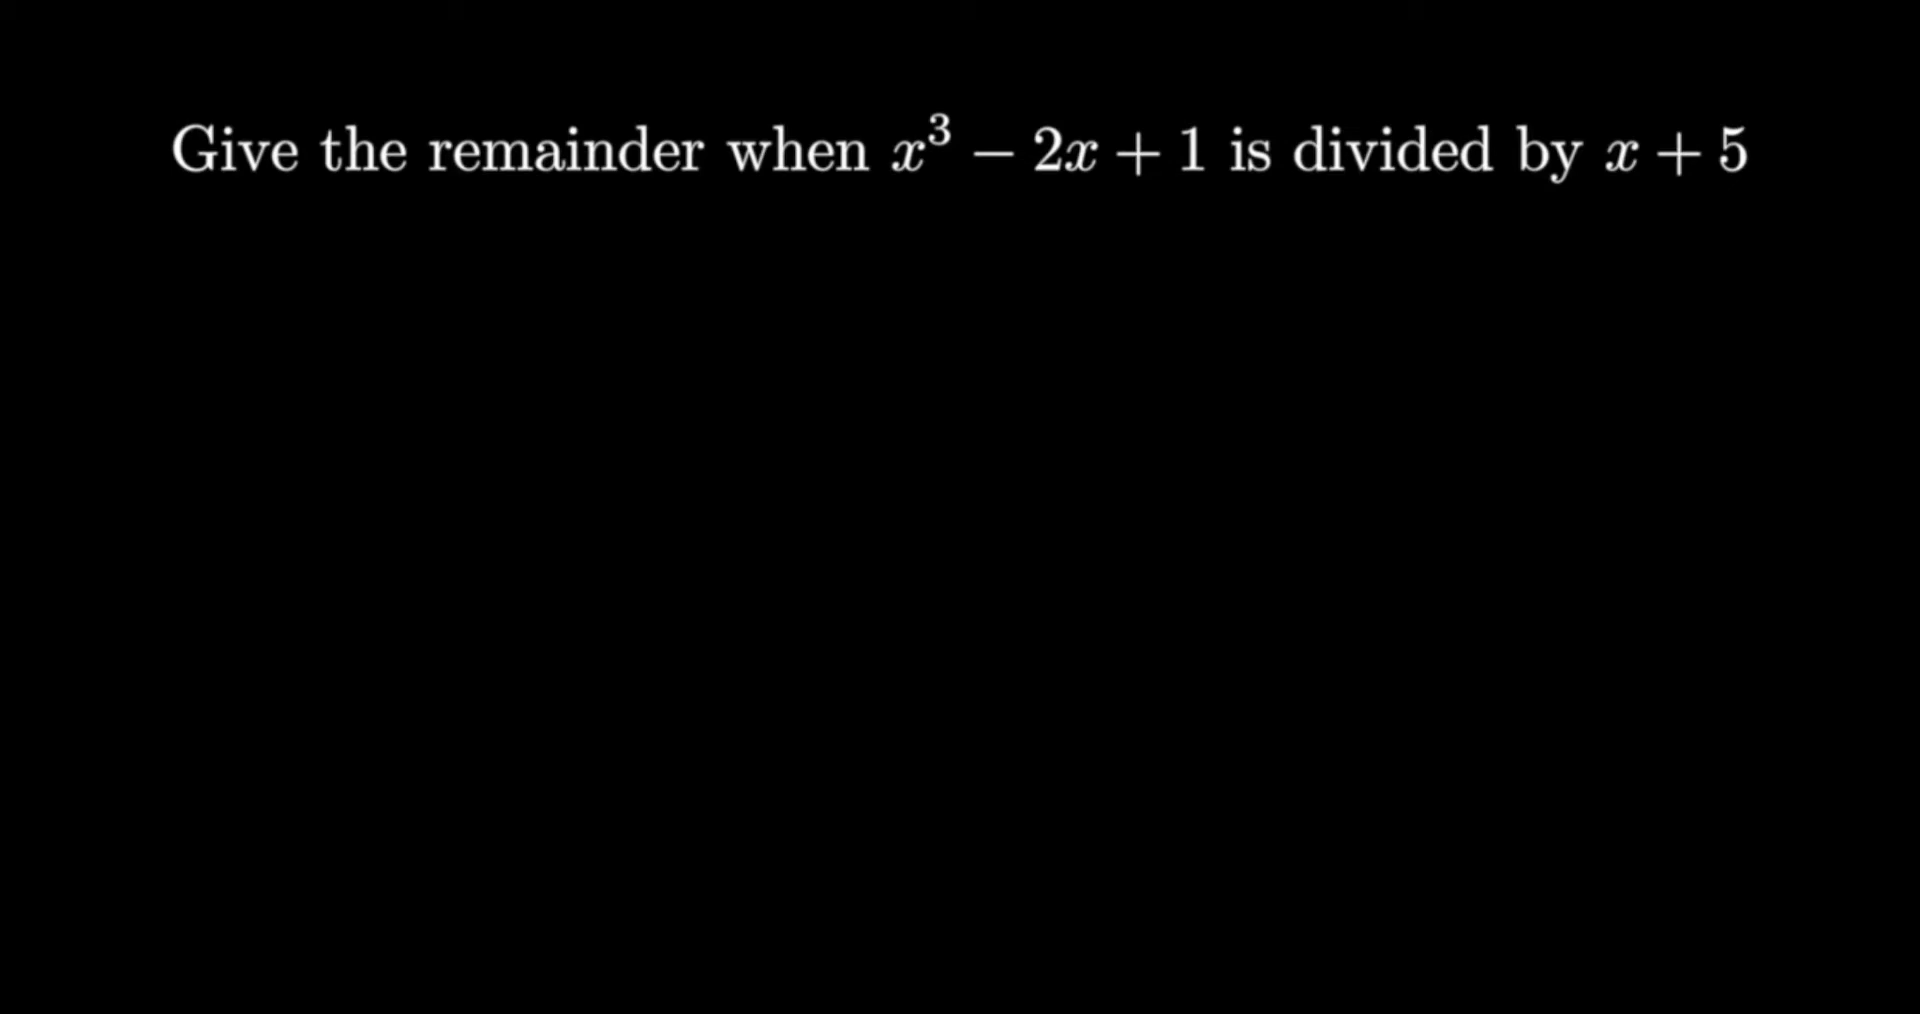 Give the remainder when $x^3 - 2x + 1$ is divided by $x + 5$